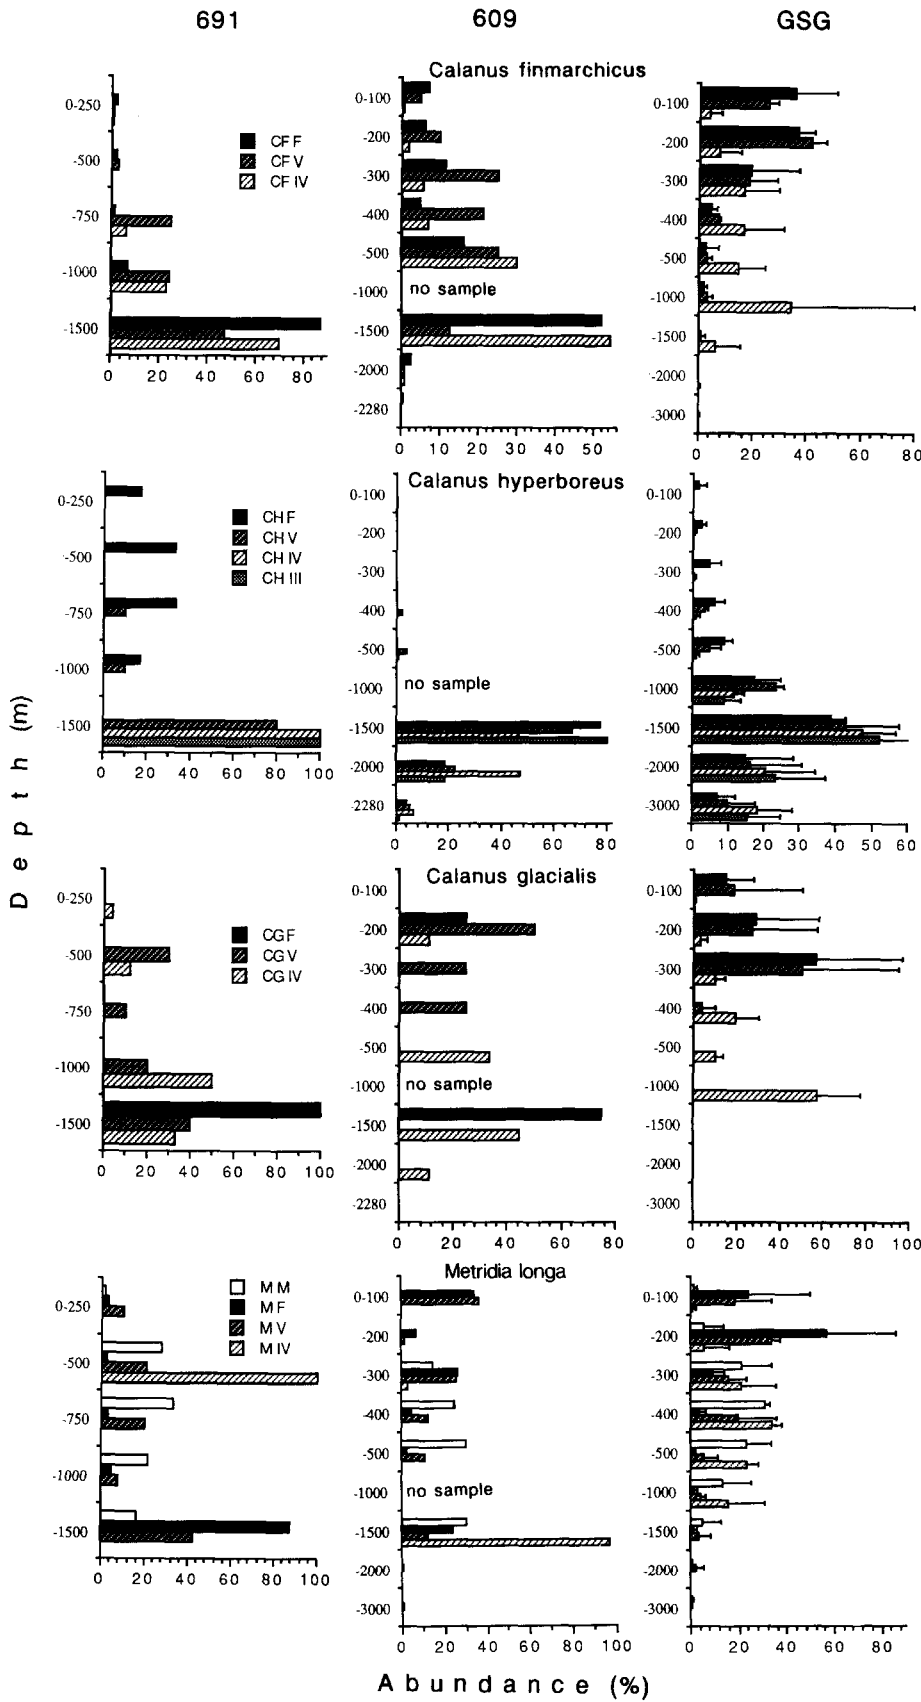 691 609 GSG
Calanus finmarchicus
0-250
-500
-750
-1000
-1500
0 20 40 60 80
CF F
CF V
CF IV
0-100
-200
-300
-400
-500
-1000
no sample
-1500
-2000
-2280
0 10 20 30 40 50
0-100
-200
-300
-400
-500
-1000
-1500
-2000
-3000
0 20 40 60 80
Calanus hyperboreus
0-250
-500
-750
-1000
-1500
0 20 40 60 80 100
CH F
CH V
CH IV
CH III
0-100
-200
-300
-400
-500
-1000
no sample
-1500
-2000
-2280
0 20 40 60 80
0-100
-200
-300
-400
-500
-1000
-1500
-2000
-3000
0 10 20 30 40 50 60
Calanus glacialis
0-250
-500
-750
-1000
-1500
0 20 40 60 80 100
CG F
CG V
CG IV
0-100
-200
-300
-400
-500
-1000
no sample
-1500
-2000
-2280
0 20 40 60 80
0-100
-200
-300
-400
-500
-1000
-1500
-2000
-3000
0 20 40 60 80 100
Metridia longa
0-250
-500
-750
-1000
-1500
0 20 40 60 80 100
M M
M F
M V
M IV
0-100
-200
-300
-400
-500
-1000
no sample
-1500
-2000
-3000
0 20 40 60 80 100
0-100
-200
-300
-400
-500
-1000
-1500
-2000
-3000
0 20 40 60 80
Depth (m)
Abundance (%)